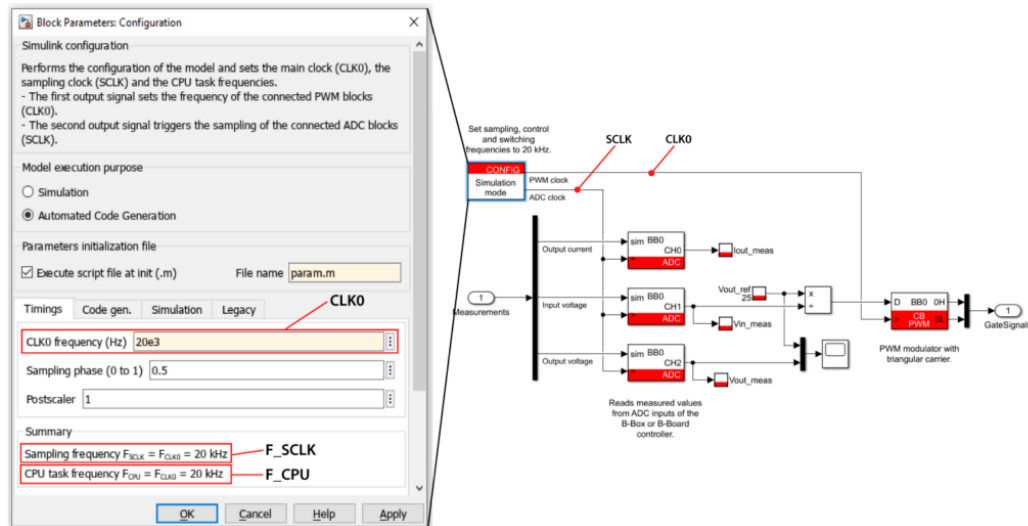 Block Parameters: Configuration
Simulink configuration
Performs the configuration of the model and sets the main clock (CLK0), the
sampling clock (SCLK) and the CPU task frequencies.
- The first output signal sets the frequency of the connected PWM blocks
(CLK0).
- The second output signal triggers the sampling of the connected ADC blocks
(SCLK).
Model execution purpose
Simulation
Automated Code Generation
Parameters initialization file
Execute script file at init (.m)
File name
param.m
Timings
Code gen.
Simulation
Legacy
CLK0
CLK0 frequency (Hz)
20e3
Sampling phase (0 to 1)
0.5
Postscaler
1
Summary
Sampling frequency F_SCLK = F_CLK0 = 20 kHz
F_SCLK
CPU task frequency F_CPU = F_CLK0 = 20 kHz
F_CPU
OK
Cancel
Help
Apply
Set sampling, control
and switching
frequencies to 20 kHz.
SCLK
CLK0
CONFIG
Simulation
mode
PWM clock
ADC clock
1
Measurements
Output current
sim BB0
CH0
>
ADC
Iout_meas
Input voltage
sim BB0
CH1
>
ADC
Vin_meas
Output voltage
sim BB0
CH2
>
ADC
Vout_meas
Reads measured values
from ADC inputs of the
B-Box or B-Board
controller.
Vout_ref
25
x
÷
D BB0 0H
> CB 0L
PWM
PWM modulator with
triangular carrier.
1
GateSignals